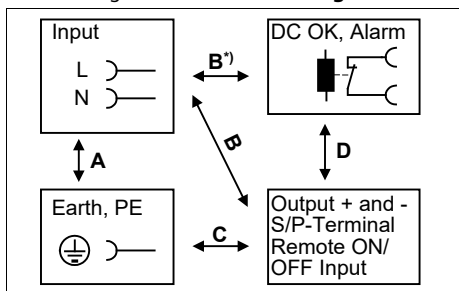 Input
DC OK, Alarm
L
N
B*)
A
B
D
Earth, PE
C
Output + and -
S/P-Terminal
Remote ON/
OFF Input